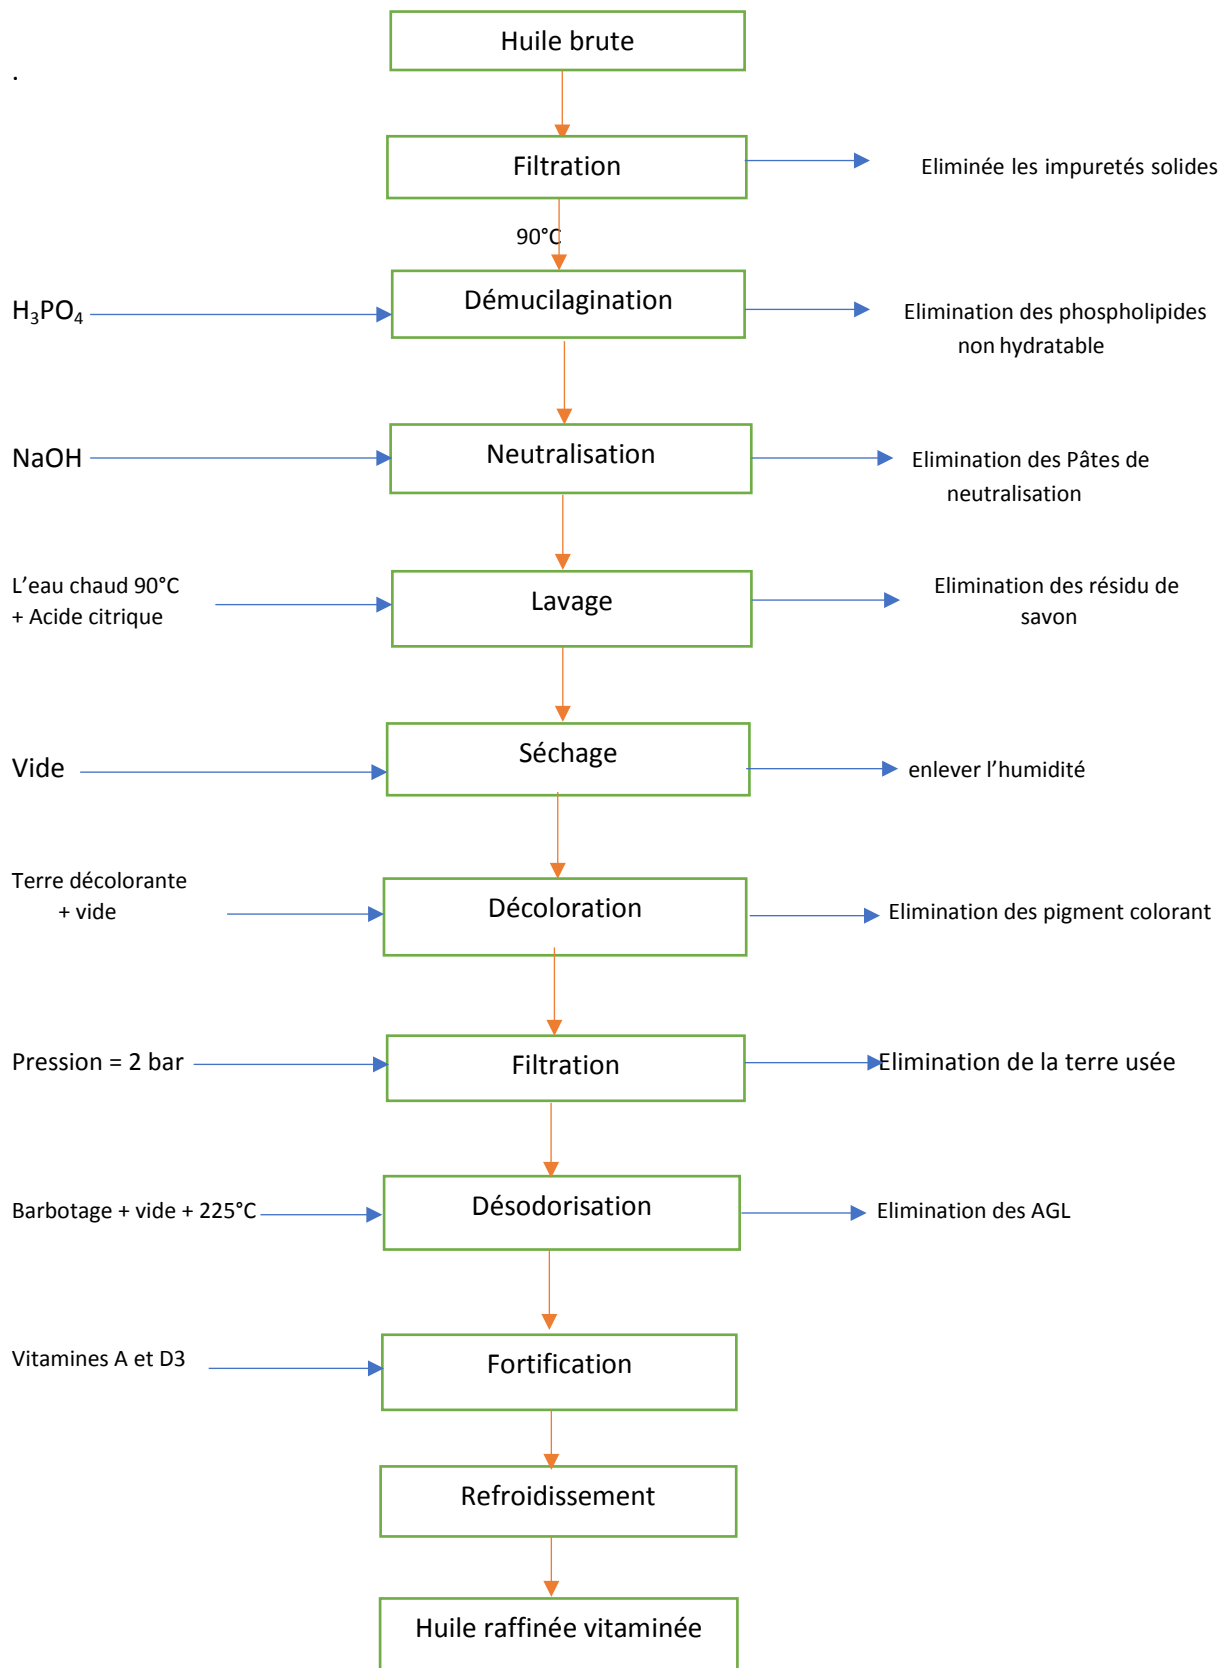 Huile brute
.
Filtration
Eliminée les impuretés solides
90°C
H₃PO₄
Démucilagination
Elimination des phospholipides
non hydratable
NaOH
Neutralisation
Elimination des Pâtes de
neutralisation
L’eau chaud 90°C
+ Acide citrique
Lavage
Elimination des résidu de
savon
Vide
Séchage
enlever l’humidité
Terre décolorante
+ vide
Décoloration
Elimination des pigment colorant
Pression = 2 bar
Filtration
Elimination de la terre usée
Barbotage + vide + 225°C
Désodorisation
Elimination des AGL
Vitamines A et D3
Fortification
Refroidissement
Huile raffinée vitaminée